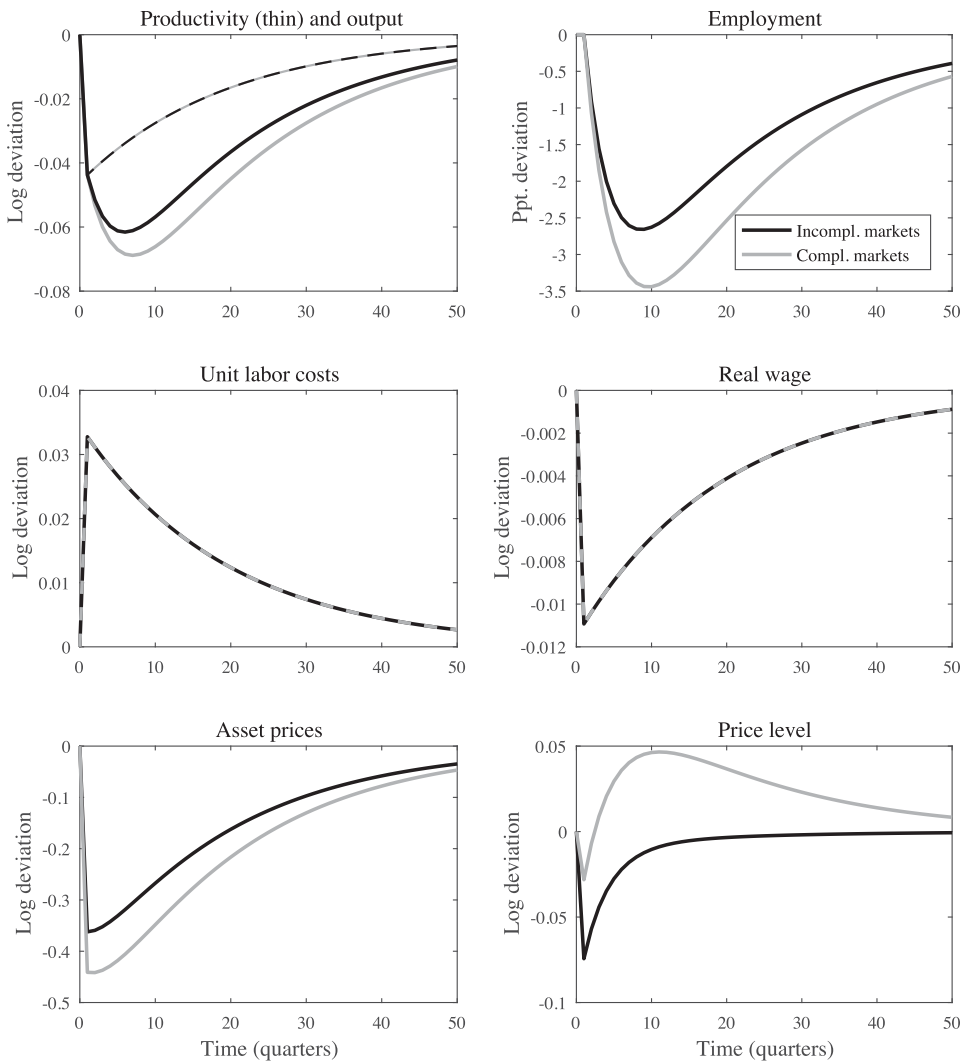 Productivity (thin) and output
0
-0.02
-0.04
-0.06
-0.08
Log deviation
0 10 20 30 40 50
Employment
0
-0.5
-1
-1.5
-2
-2.5
-3
-3.5
Ppt. deviation
Incompl. markets
Compl. markets
0 10 20 30 40 50
Unit labor costs
0.04
0.03
0.02
0.01
0
Log deviation
0 10 20 30 40 50
Real wage
0
-0.002
-0.004
-0.006
-0.008
-0.01
-0.012
Log deviation
0 10 20 30 40 50
Asset prices
0
-0.1
-0.2
-0.3
-0.4
-0.5
Log deviation
0 10 20 30 40 50
Time (quarters)
Price level
0.05
0
-0.05
-0.1
Log deviation
0 10 20 30 40 50
Time (quarters)